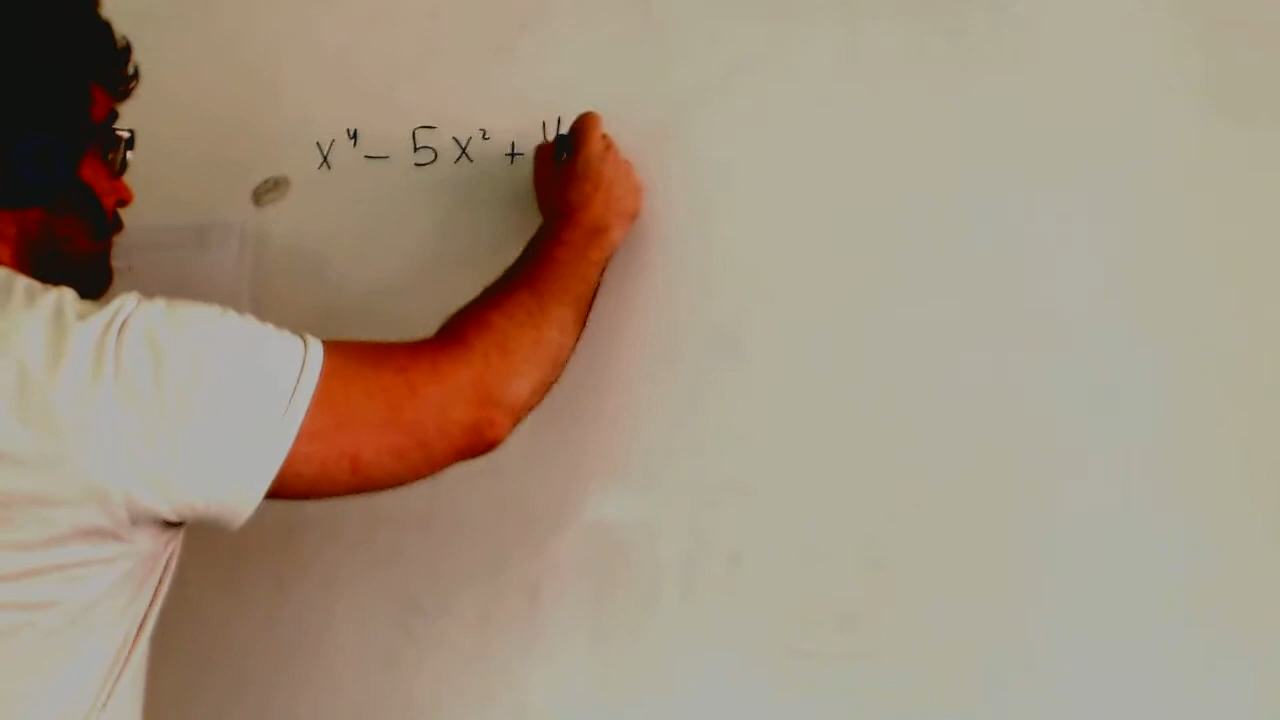 x⁴ - 5x² + 4